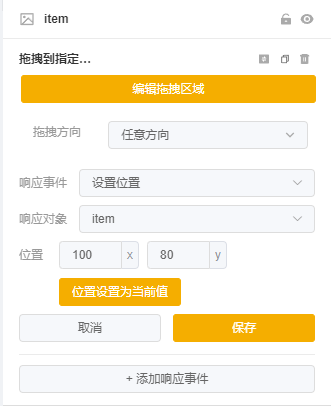 item
拖拽到指定...
编辑拖拽区域
拖拽方向 任意方向
响应事件 设置位置
响应对象 item
位置 100 x 80 y
位置设置为当前值
取消 保存
+ 添加响应事件